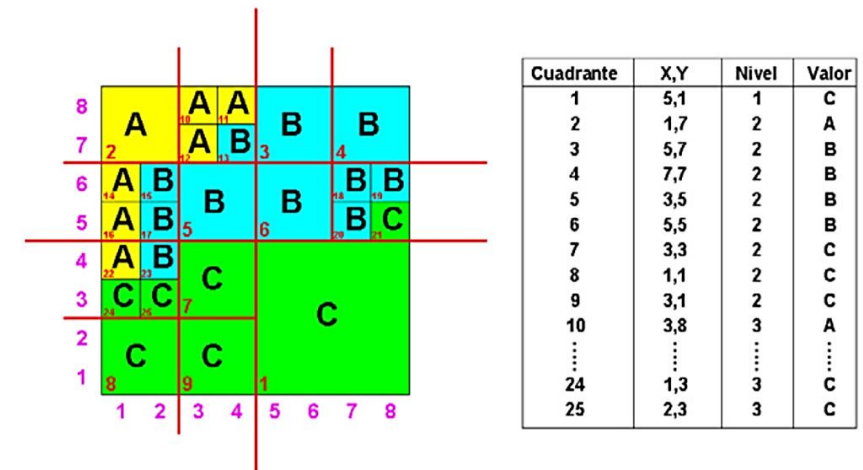 8
A
A
A
B
B
10
11
7
A
B
2
12
13
3
4
6
A
B
B
B
B
B
14
15
18
19
5
A
B
B
C
16
17
5
6
20
21
4
A
B
C
22
23
3
C
C
C
24
25
7
2
C
C
1
8
9
1
1 2 3 4 5 6 7 8
Cuadrante X,Y Nivel Valor
1 5,1 1 C
2 1,7 2 A
3 5,7 2 B
4 7,7 2 B
5 3,5 2 B
6 5,5 2 B
7 3,3 2 C
8 1,1 2 C
9 3,1 2 C
10 3,8 3 A
24 1,3 3 C
25 2,3 3 C